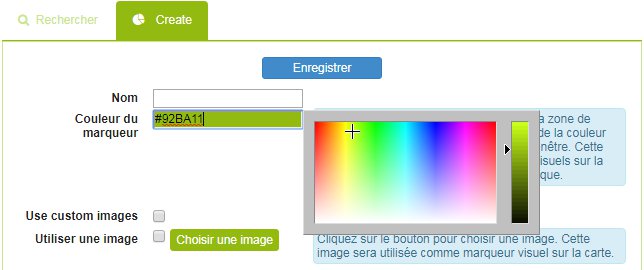 Rechercher
Create
Enregistrer
Nom
Couleur du
marqueur
#92BA11
a zone de
de la couleur
nêtre. Cette
isuels sur la
que.
Use custom images
Utiliser une image
Choisir une image
Cliquez sur le bouton pour choisir une image. Cette
image sera utilisée comme marqueur visuel sur la carte.